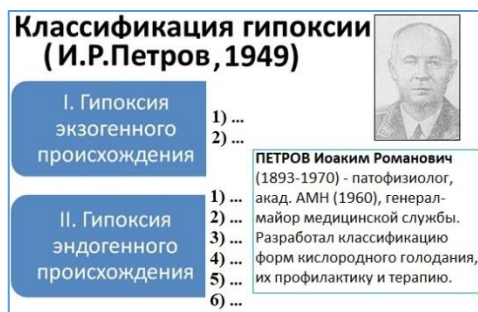 Классификация гипоксии
(И.Р.Петров, 1949)
I. Гипоксия
экзогенного
происхождения
1) ...
2) ...
II. Гипоксия
эндогенного
происхождения
1) ...
2) ...
3) ...
4) ...
5) ...
6) ...
ПЕТРОВ Иоаким Романович
(1893-1970) - патофизиолог,
акад. АМН (1960), генерал-
майор медицинской службы.
Разработал классификацию
форм кислородного голодания,
их профилактику и терапию.